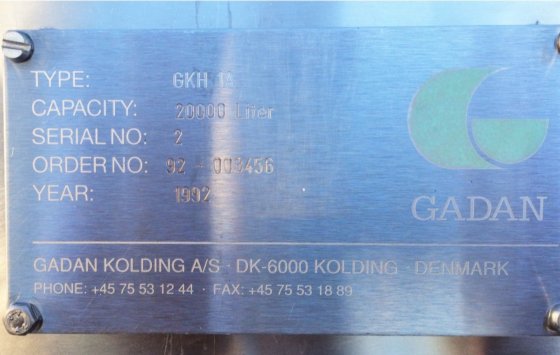 TYPE: GKH 14
CAPACITY: 20000 Liter
SERIAL NO: 2
ORDER NO: 92 - 003456
YEAR: 1992
GADAN
GADAN KOLDING A/S · DK-6000 KOLDING · DENMARK
PHONE: +45 75 53 12 44 · FAX: +45 75 53 18 89